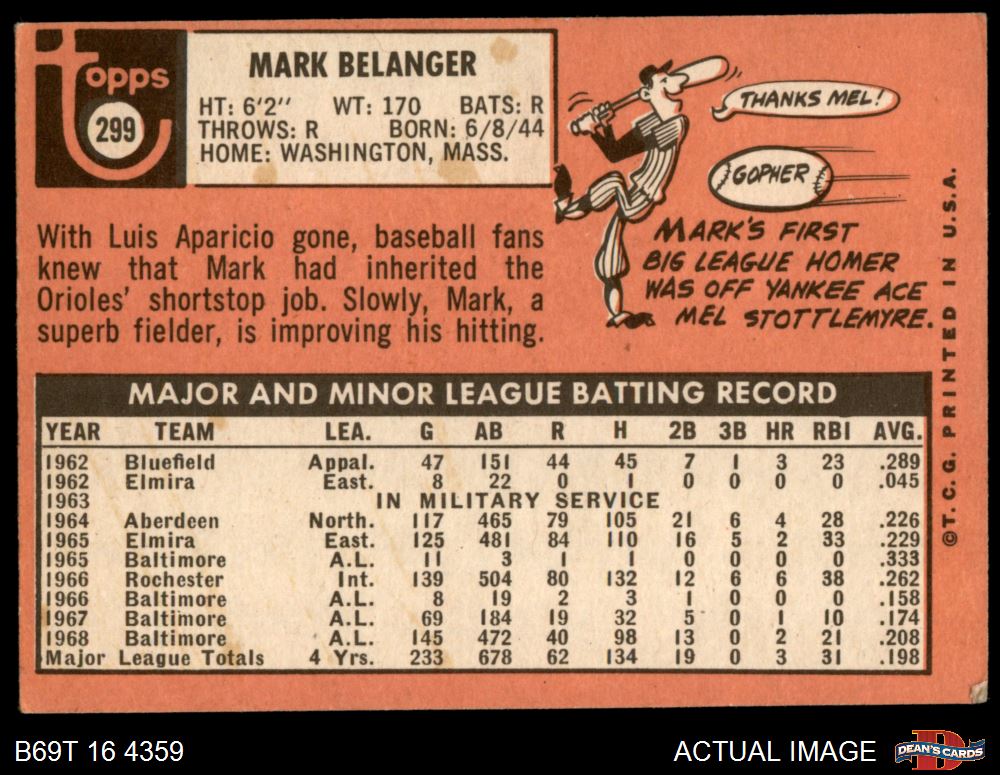 topps
299
MARK BELANGER
HT: 6'2" WT: 170 BATS: R
THROWS: R BORN: 6/8/44
HOME: WASHINGTON, MASS.
THANKS MEL!
GOPHER
MARK'S FIRST
BIG LEAGUE HOMER
WAS OFF YANKEE ACE
MEL STOTTLEMYRE.
With Luis Aparicio gone, baseball fans
knew that Mark had inherited the
Orioles' shortstop job. Slowly, Mark, a
superb fielder, is improving his hitting.
MAJOR AND MINOR LEAGUE BATTING RECORD
YEAR TEAM LEA. G AB R H 2B 3B HR RBI AVG.
1962 Bluefield Appal. 47 151 44 45 7 1 3 23 .289
1962 Elmira East. 8 22 0 1 0 0 0 0 .045
1963 IN MILITARY SERVICE
1964 Aberdeen North. 117 465 79 105 21 6 4 28 .226
1965 Elmira East. 125 481 84 110 16 5 2 33 .229
1965 Baltimore A.L. 11 3 1 1 0 0 0 0 .333
1966 Rochester Int. 139 504 80 132 12 6 6 38 .262
1966 Baltimore A.L. 8 19 2 3 1 0 0 0 .158
1967 Baltimore A.L. 69 184 19 32 5 0 1 10 .174
1968 Baltimore A.L. 145 472 40 98 13 0 2 21 .208
Major League Totals 4 Yrs. 233 678 62 134 19 0 3 31 .198
©T. C. G. PRINTED IN U.S.A.
B69T 16 4359
ACTUAL IMAGE
D
DEAN'S CARDS